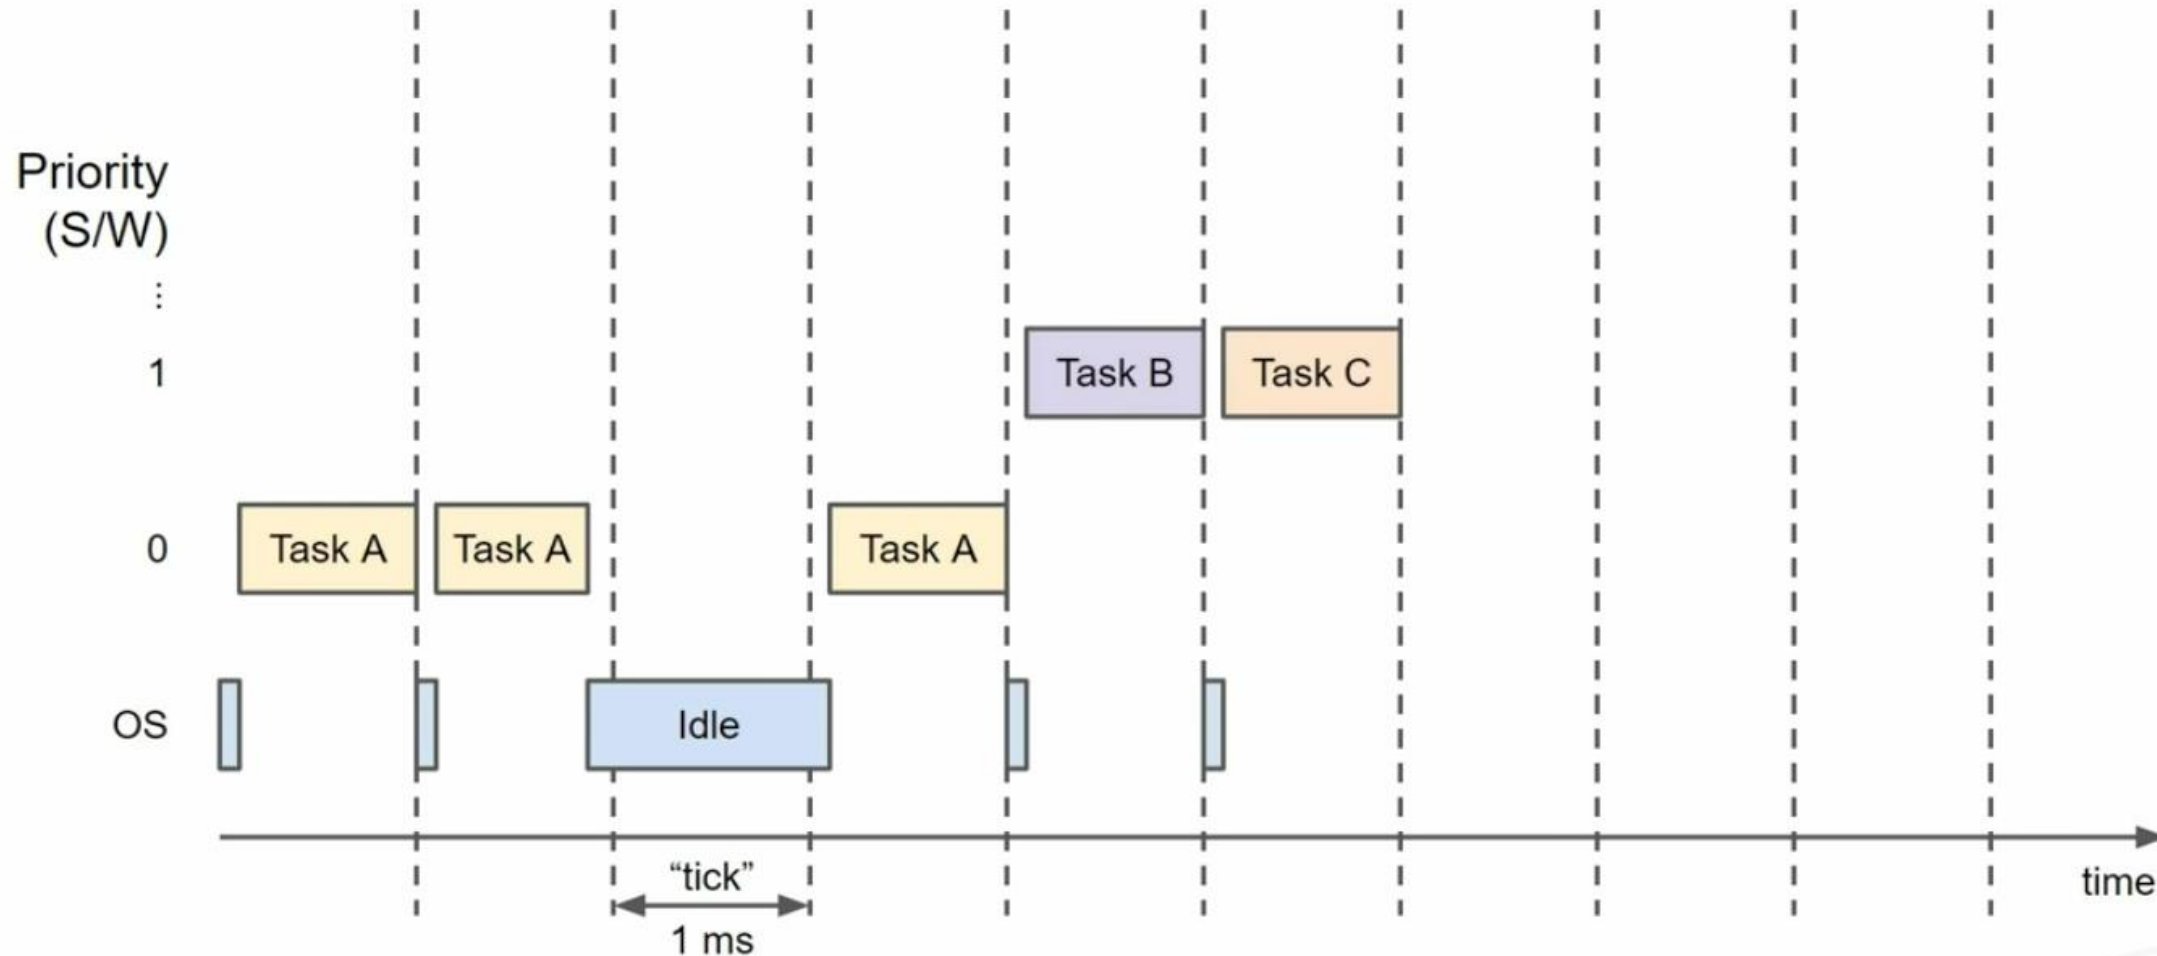 Priority
(S/W)
⋮
1
Task B
Task C
0
Task A
Task A
Task A
OS
Idle
“tick”
1 ms
time